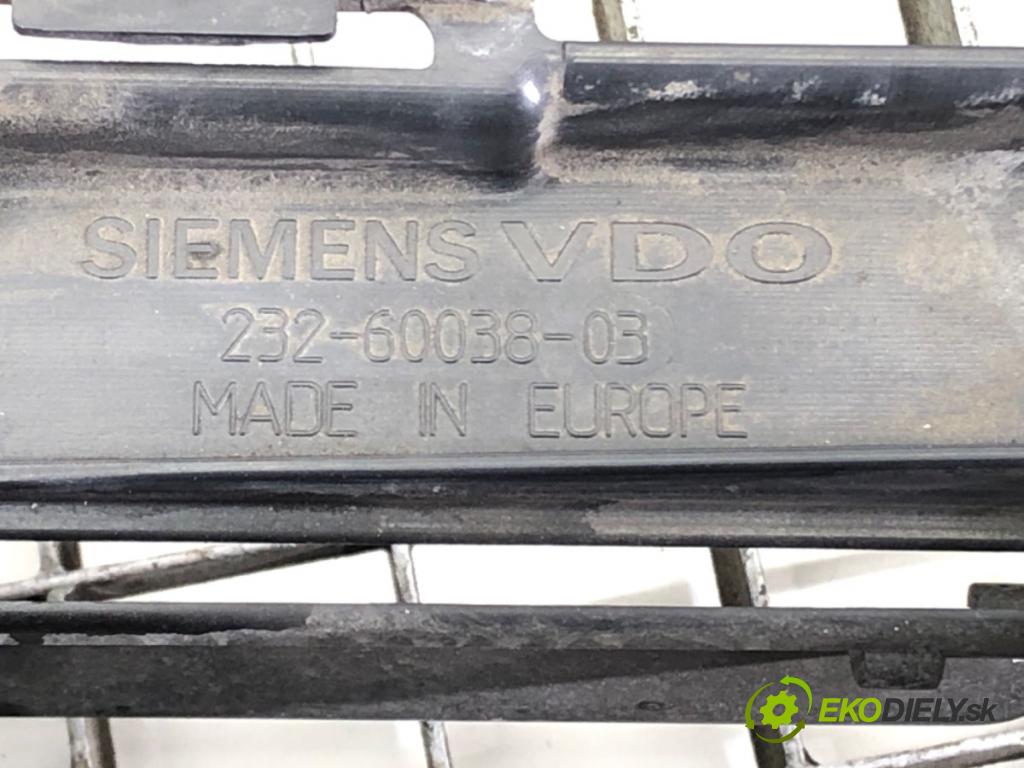 SIEMENS VDO
232-60038-03
MADE IN EUROPE
EKODIELY.sk